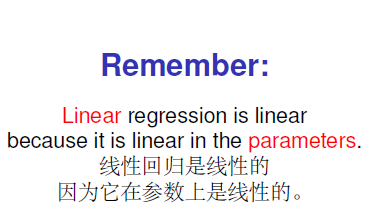 Remember:
Linear regression is linear
because it is linear in the parameters.
线性回归是线性的
因为它在参数上是线性的。